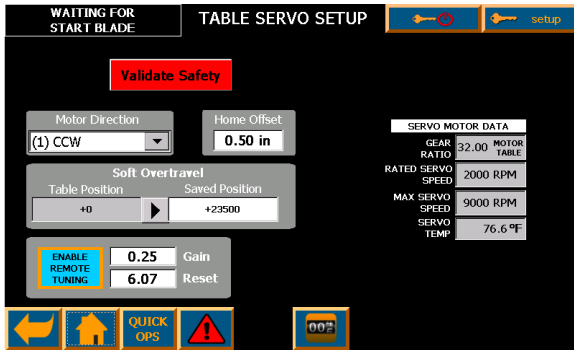 WAITING FOR
START BLADE
TABLE SERVO SETUP
setup
Validate Safety
Motor Direction
(1) CCW
Home Offset
0.50 in
Soft Overtravel
Table Position
Saved Position
+0
+23500
ENABLE
REMOTE
TUNING
0.25 Gain
6.07 Reset
SERVO MOTOR DATA
GEAR
RATIO
32.00
MOTOR
TABLE
RATED SERVO
SPEED
2000 RPM
MAX SERVO
SPEED
9000 RPM
SERVO
TEMP
76.6 ºF
QUICK
OPS
002